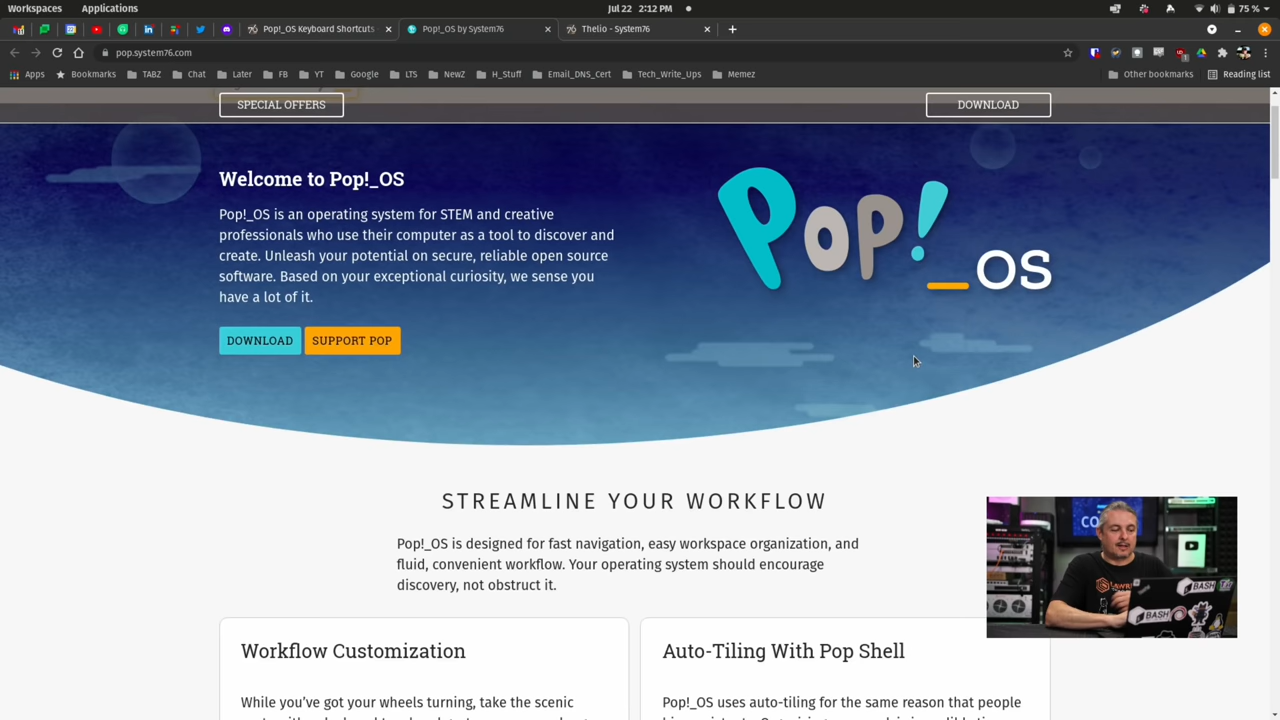 Workspaces Applications Jul 22 2:12 PM 75 %
Pop!_OS Keyboard Shortcuts Pop!_OS by System76 Thelio - System76
pop.system76.com
Apps Bookmarks TABZ Chat Later FB YT Google LTS NewZ H_Stuff Email_DNS_Cert Tech_Write_Ups Memez Other bookmarks Reading list
SPECIAL OFFERS DOWNLOAD
Welcome to Pop!_OS
Pop!_OS is an operating system for STEM and creative
professionals who use their computer as a tool to discover and
create. Unleash your potential on secure, reliable open source
software. Based on your exceptional curiosity, we sense you
have a lot of it.
DOWNLOAD SUPPORT POP
Pop!_OS
STREAMLINE YOUR WORKFLOW
Pop!_OS is designed for fast navigation, easy workspace organization, and
fluid, convenient workflow. Your operating system should encourage
discovery, not obstruct it.
BASH
BASH
Workflow Customization
While you’ve got your wheels turning, take the scenic
Auto-Tiling With Pop Shell
Pop!_OS uses auto-tiling for the same reason that people